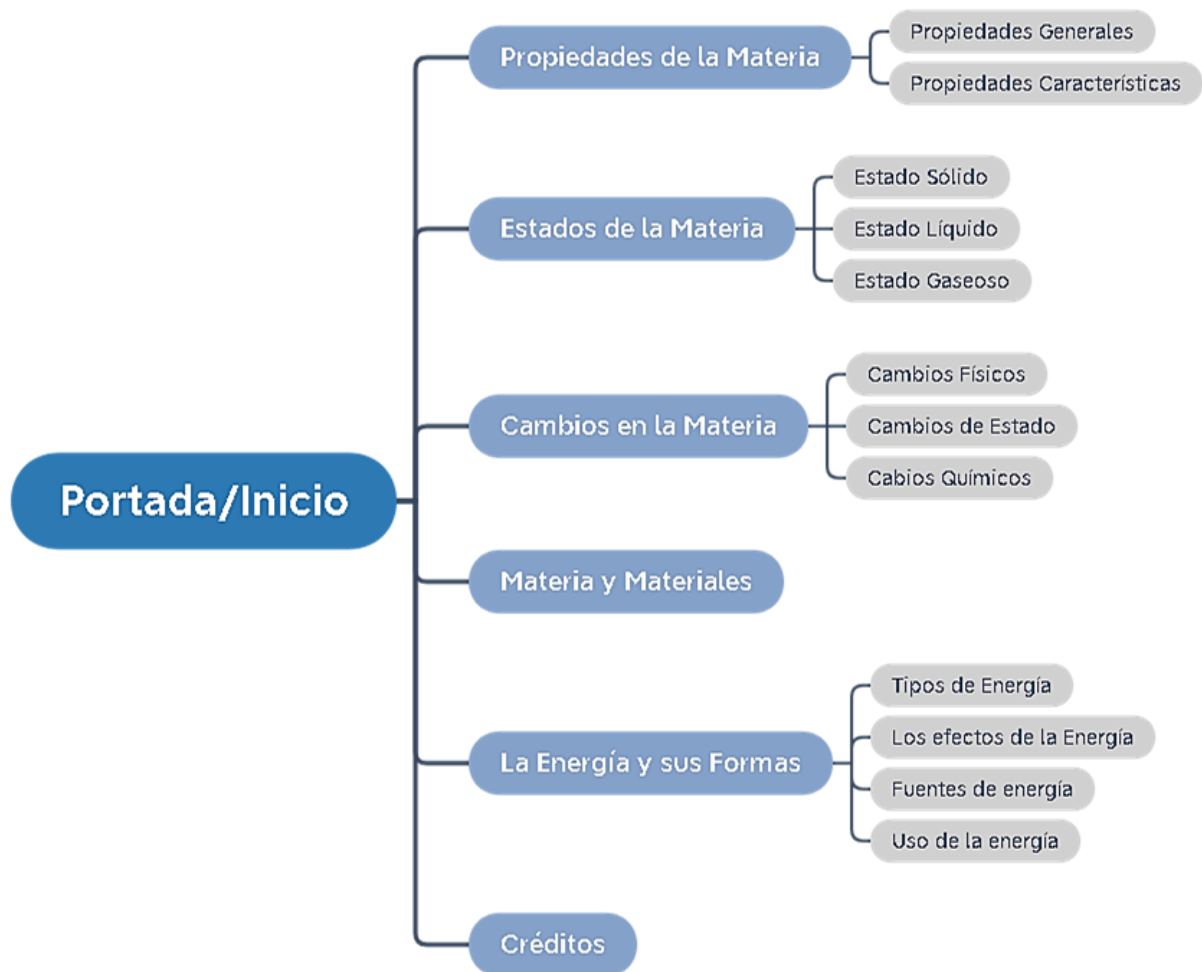 Portada/Inicio
Propiedades de la Materia
Propiedades Generales
Propiedades Características
Estados de la Materia
Estado Sólido
Estado Líquido
Estado Gaseoso
Cambios en la Materia
Cambios Físicos
Cambios de Estado
Cabios Químicos
Materia y Materiales
La Energía y sus Formas
Tipos de Energía
Los efectos de la Energía
Fuentes de energía
Uso de la energía
Créditos